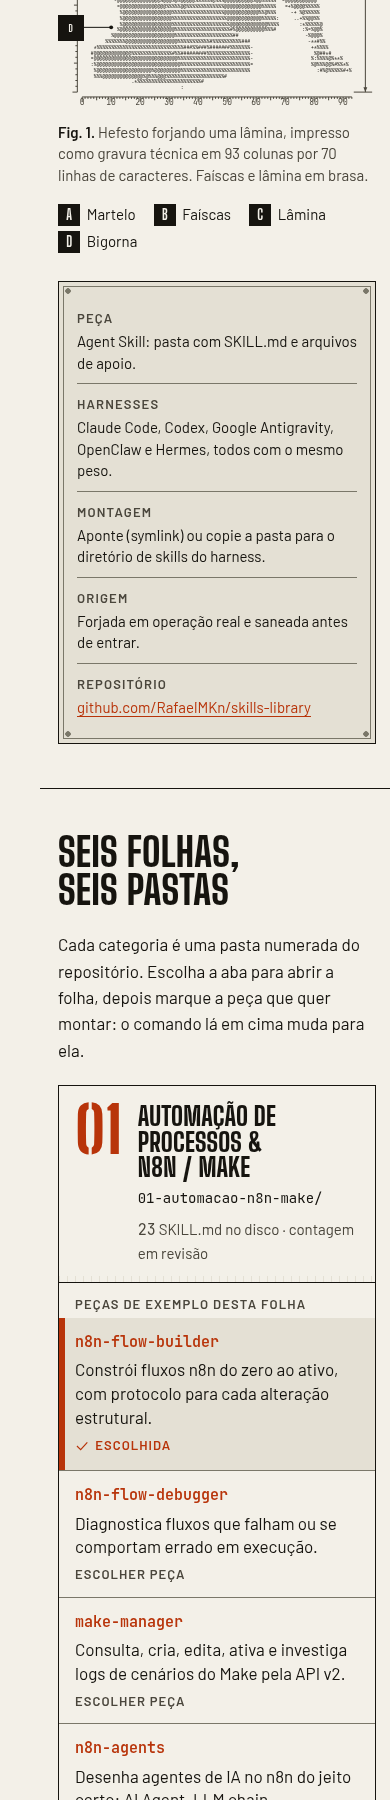 D
0 10 20 30 40 50 60 70 80 90
Fig. 1. Hefesto forjando uma lâmina, impresso
como gravura técnica em 93 colunas por 70
linhas de caracteres. Faíscas e lâmina em brasa.
A Martelo B Faíscas C Lâmina
D Bigorna
PEÇA
Agent Skill: pasta com SKILL.md e arquivos
de apoio.
HARNESSES
Claude Code, Codex, Google Antigravity,
OpenClaw e Hermes, todos com o mesmo
peso.
MONTAGEM
Aponte (symlink) ou copie a pasta para o
diretório de skills do harness.
ORIGEM
Forjada em operação real e saneada antes
de entrar.
REPOSITÓRIO
github.com/RafaelMKn/skills-library
SEIS FOLHAS,
SEIS PASTAS
Cada categoria é uma pasta numerada do
repositório. Escolha a aba para abrir a
folha, depois marque a peça que quer
montar: o comando lá em cima muda para
ela.
01
AUTOMAÇÃO DE
PROCESSOS &
N8N / MAKE
01-automacao-n8n-make/
23 SKILL.md no disco · contagem
em revisão
PEÇAS DE EXEMPLO DESTA FOLHA
n8n-flow-builder
Constrói fluxos n8n do zero ao ativo,
com protocolo para cada alteração
estrutural.
✓ ESCOLHIDA
n8n-flow-debugger
Diagnostica fluxos que falham ou se
comportam errado em execução.
ESCOLHER PEÇA
make-manager
Consulta, cria, edita, ativa e investiga
logs de cenários do Make pela API v2.
ESCOLHER PEÇA
n8n-agents
Desenha agentes de IA no n8n do jeito
certo: AI Agent, LLM chain,